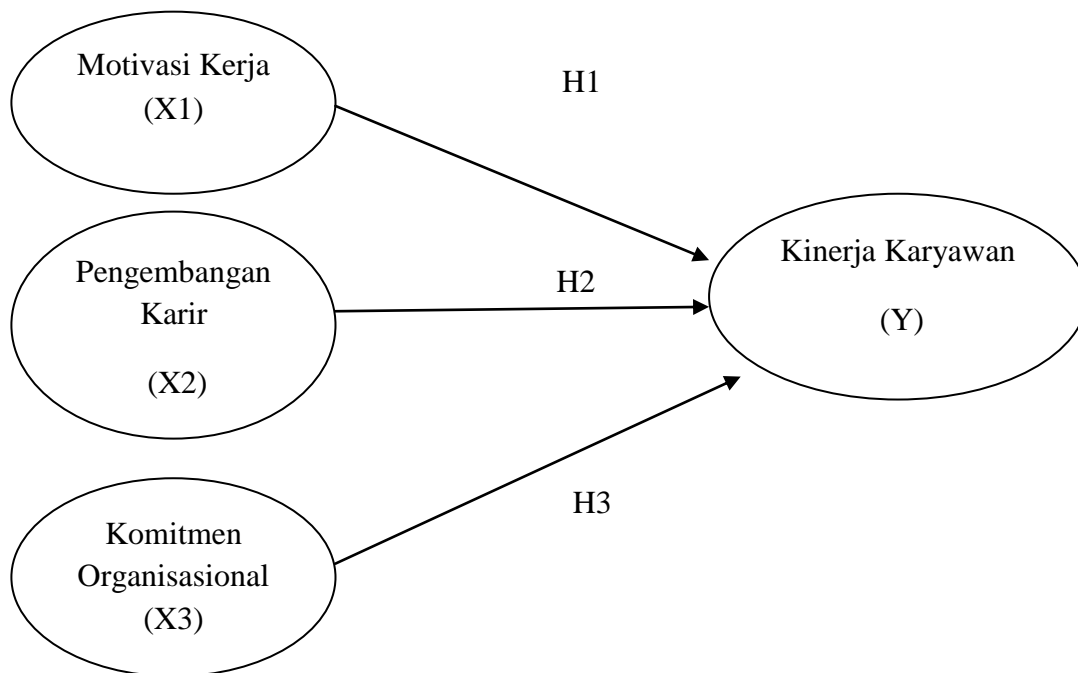 Motivasi Kerja
(X1)
H1
Pengembangan
Karir
(X2)
H2
Kinerja Karyawan
(Y)
Komitmen
Organisasional
(X3)
H3